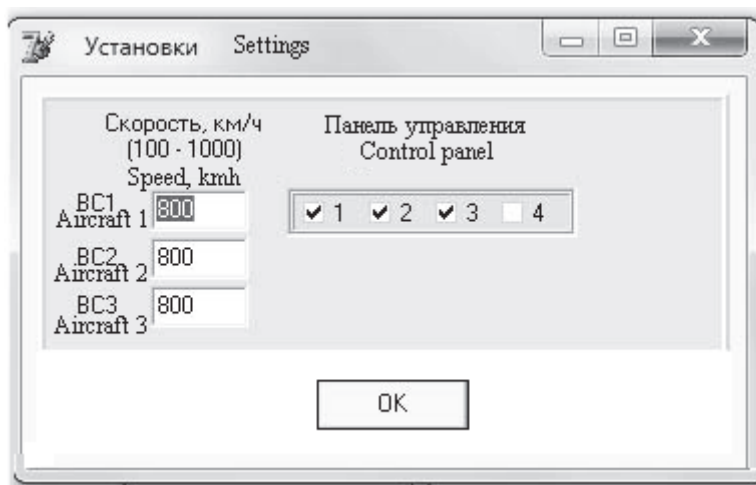 Установки Settings
Скорость, км/ч
(100 - 1000)
Speed, kmh
Панель управления
Control panel
ВС1
Aircraft 1
800
1 2 3 4
ВС2
Aircraft 2
800
ВС3
Aircraft 3
800
OK